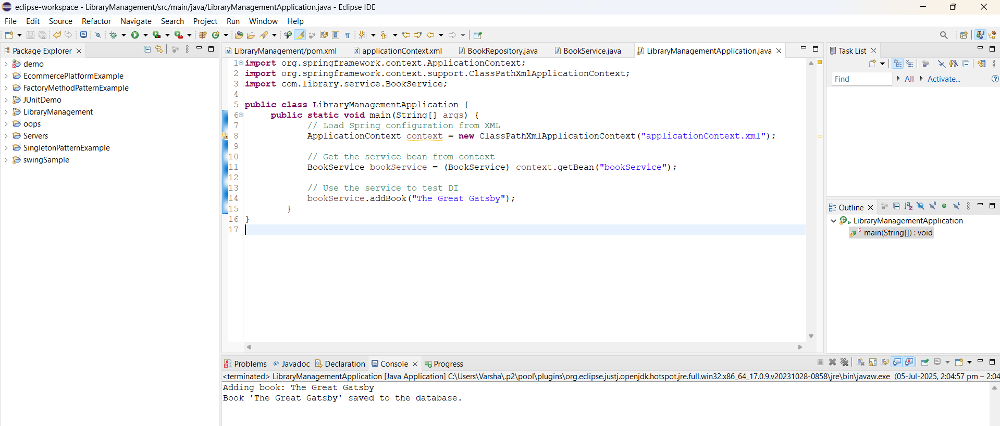 eclipse-workspace - LibraryManagement/src/main/java/LibraryManagementApplication.java - Eclipse IDE
File Edit Source Refactor Navigate Search Project Run Window Help
Package Explorer
demo
EcommercePlatformExample
FactoryMethodPatternExample
JUnitDemo
LibraryManagement
oops
Servers
SingletonPatternExample
swingSample
LibraryManagement/pom.xml applicationContext.xml BookRepository.java BookService.java LibraryManagementApplication.java
1 import org.springframework.context.ApplicationContext;
2 import org.springframework.context.support.ClassPathXmlApplicationContext;
3 import com.library.service.BookService;
4
5 public class LibraryManagementApplication {
6 public static void main(String[] args) {
7 // Load Spring configuration from XML
8 ApplicationContext context = new ClassPathXmlApplicationContext("applicationContext.xml");
9
10 // Get the service bean from context
11 BookService bookService = (BookService) context.getBean("bookService");
12
13 // Use the service to test DI
14 bookService.addBook("The Great Gatsby");
15 }
16 }
17
Task List
Find All Activate...
Outline
LibraryManagementApplication
main(String[]) : void
Problems Javadoc Declaration Console Progress
<terminated> LibraryManagementApplication [Java Application] C:\Users\Varsha\.p2\pool\plugins\org.eclipse.justj.openjdk.hotspot.jre.full.win32.x86_64_17.0.9.v20231028-0858\jre\bin\javaw.exe (05-Jul-2025, 2:04:57 pm – 2:04
Adding book: The Great Gatsby
Book 'The Great Gatsby' saved to the database.